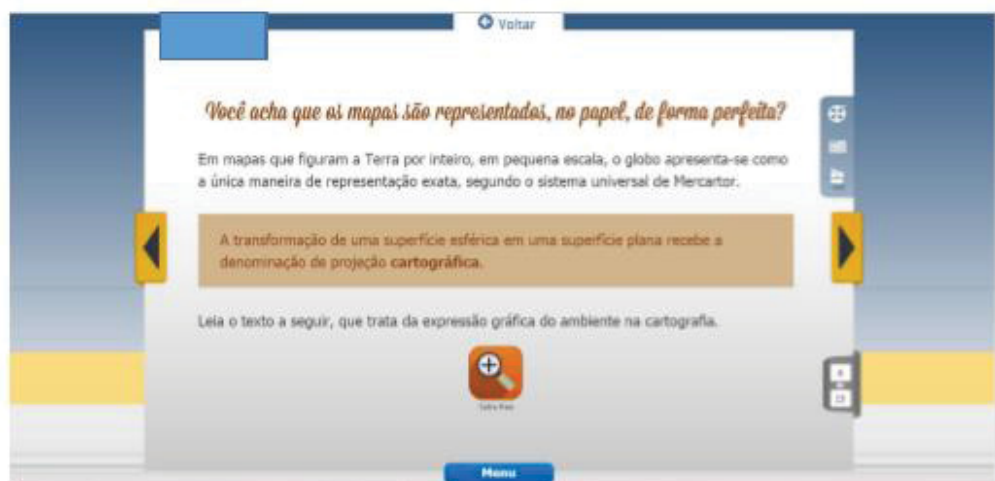 Voltar
Você acha que os mapas são representados, no papel, de forma perfeita?
Em mapas que figuram a Terra por inteiro, em pequena escala, o globo apresenta-se como
a única maneira de representação exata, segundo o sistema universal de Mercartor.
A transformação de uma superfície esférica em uma superfície plana recebe a
denominação de projeção cartográfica.
Leia o texto a seguir, que trata da expressão gráfica do ambiente na cartografia.
Saiba Mais
Menu